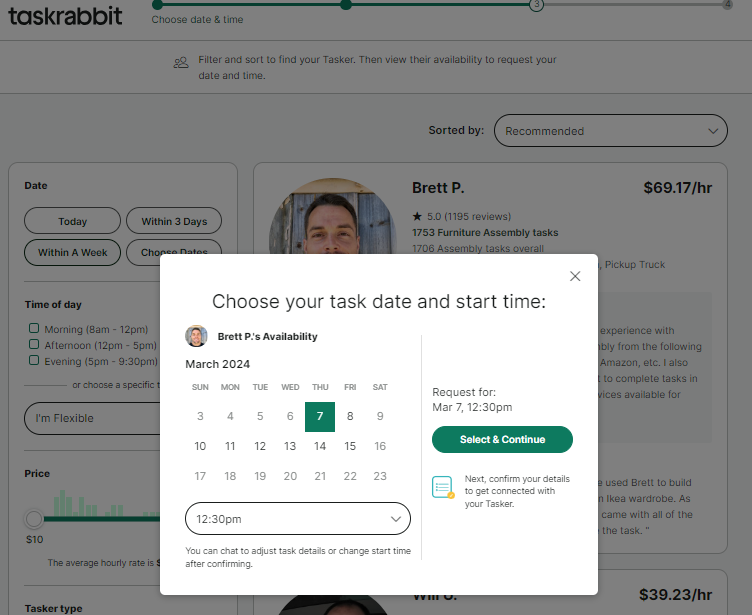 taskrabbit
3
4
Choose date & time
Filter and sort to find your Tasker. Then view their availability to request your
date and time.
Sorted by:
Recommended
Date
Today
Within 3 Days
Within A Week
Choose Dates
Time of day
Morning (8am - 12pm)
Afternoon (12pm - 5pm)
Evening (5pm - 9:30pm)
or choose a specific
I'm Flexible
Price
$10
The average hourly rate is
Tasker type
Brett P.
$69.17/hr
5.0 (1195 reviews)
1753 Furniture Assembly tasks
1706 Assembly tasks overall
, Pickup Truck
experience with
from the following
Amazon, etc. I also
to complete tasks in
available for
used Brett to build
Ikea wardrobe. As
came with all of the
the task. "
$39.23/hr
Choose your task date and start time:
Brett P.'s Availability
March 2024
SUN MON TUE WED THU FRI SAT
3 4 5 6 7 8 9
10 11 12 13 14 15 16
17 18 19 20 21 22 23
12:30pm
You can chat to adjust task details or change start time
after confirming.
Request for:
Mar 7, 12:30pm
Select & Continue
Next, confirm your details
to get connected with
your Tasker.